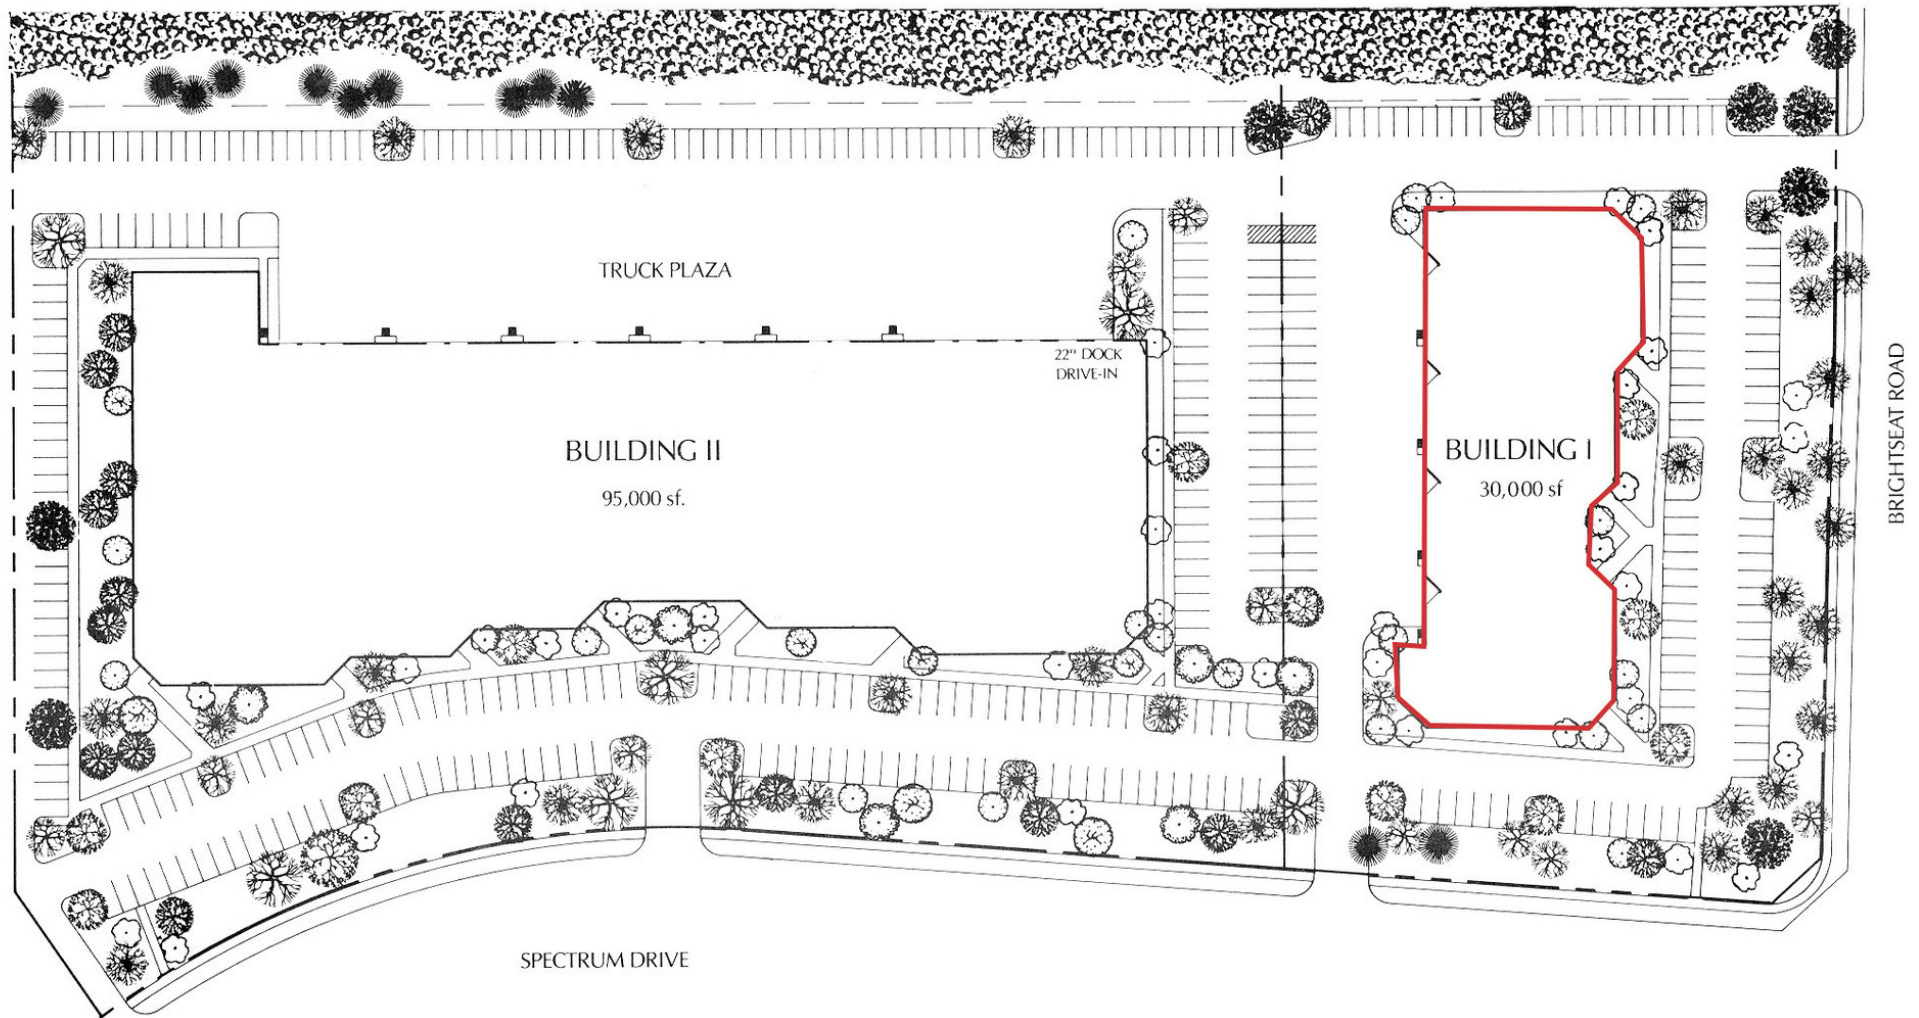 TRUCK PLAZA
22" DOCK
DRIVE-IN
BUILDING II
95,000 sf.
BUILDING I
30,000 sf
BRIGHTSEAT ROAD
SPECTRUM DRIVE